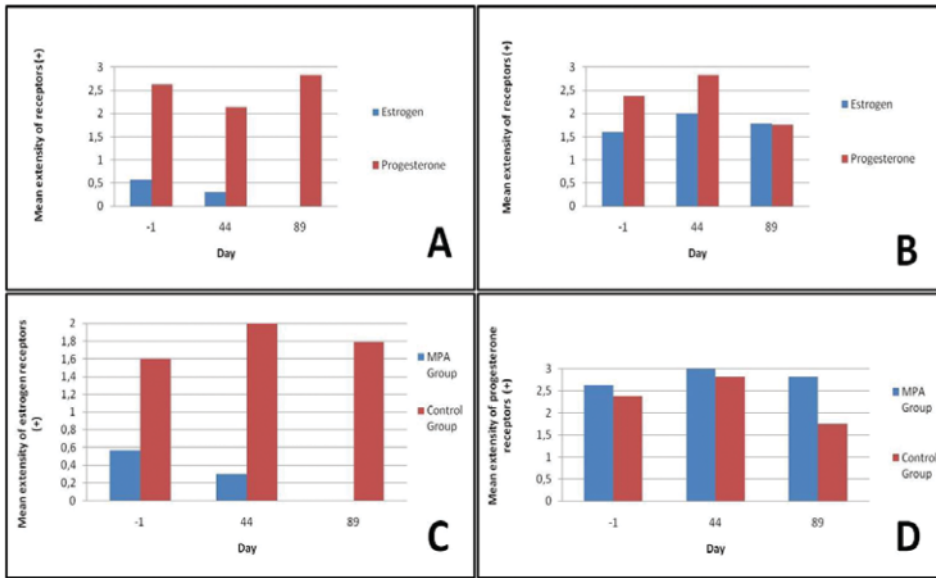 Mean extensity of receptors (+)
3
2,5
2
1,5
1
0,5
0
-1
44
89
Day
Estrogen
Progesterone
A
Mean extensity of receptors (+)
3
2,5
2
1,5
1
0,5
0
-1
44
89
Day
Estrogen
Progesterone
B
Mean extensity of estrogen receptors
(+)
2
1,8
1,6
1,4
1,2
1
0,8
0,6
0,4
0,2
0
-1
44
89
Day
MPA
Group
Control
Group
C
Mean extensity of progesterone
receptors (+)
3
2,5
2
1,5
1
0,5
0
-1
44
89
Day
MPA
Group
Control
Group
D